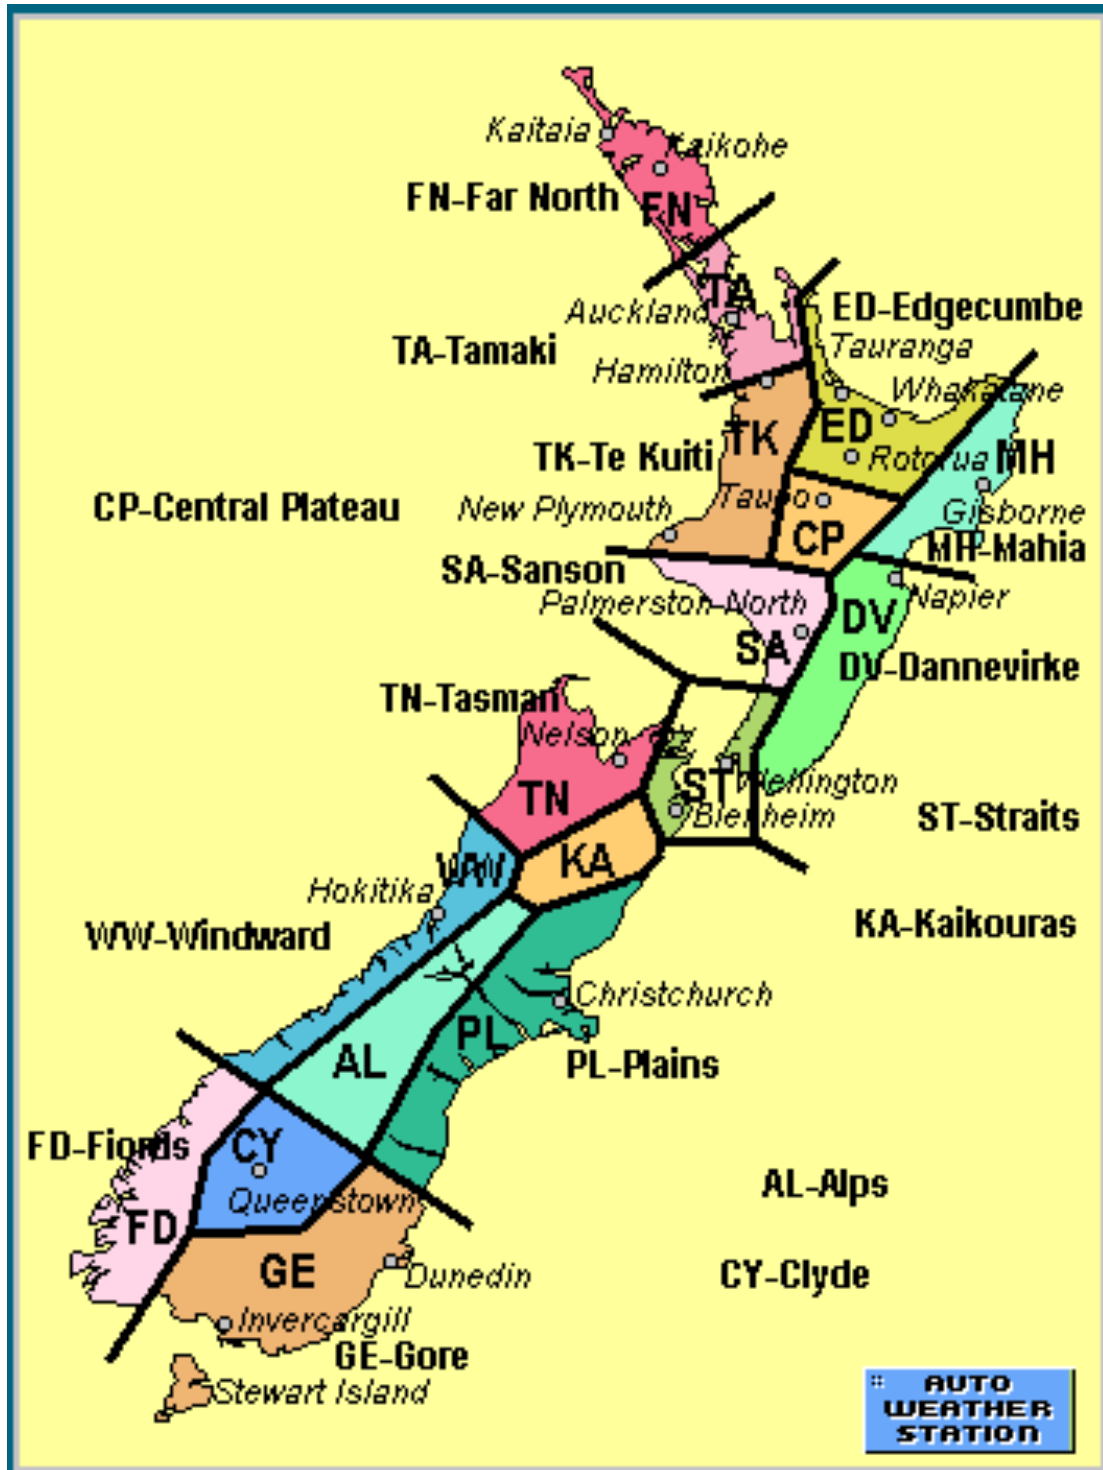 Kaitaia
Kaikohe
FN-Far North
FN
TA
ED-Edgecumbe
Auckland
TA-Tamaki
Tauranga
Hamilton
Whakatane
TK
ED
TK-Te Kuiti
Rotorua
MH
CP-Central Plateau
New Plymouth
Taupo
Gisborne
CP
MH-Mahia
SA-Sanson
Palmerston North
Napier
DV
SA
DV-Dannevirke
TN-Tasman
Nelson
ST
Wellington
TN
Blenheim
ST-Straits
KA
WW
Hokitika
WW-Windward
KA-Kaikouras
Christchurch
PL
AL
PL-Plains
FD-Fiords
CY
AL-Alps
Queenstown
FD
GE
Dunedin
CY-Clyde
Invercargill
GE-Gore
Stewart Island
AUTO
WEATHER
STATION